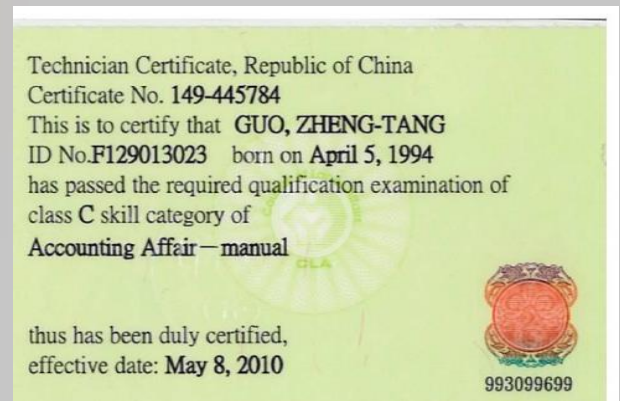 Technician Certificate, Republic of China
Certificate No. 149-445784
This is to certify that GUO, ZHENG-TANG
ID No.F129013023 born on April 5, 1994
has passed the required qualification examination of
class C skill category of
Accounting Affair—manual
CLA
thus has been duly certified,
effective date: May 8, 2010
993099699